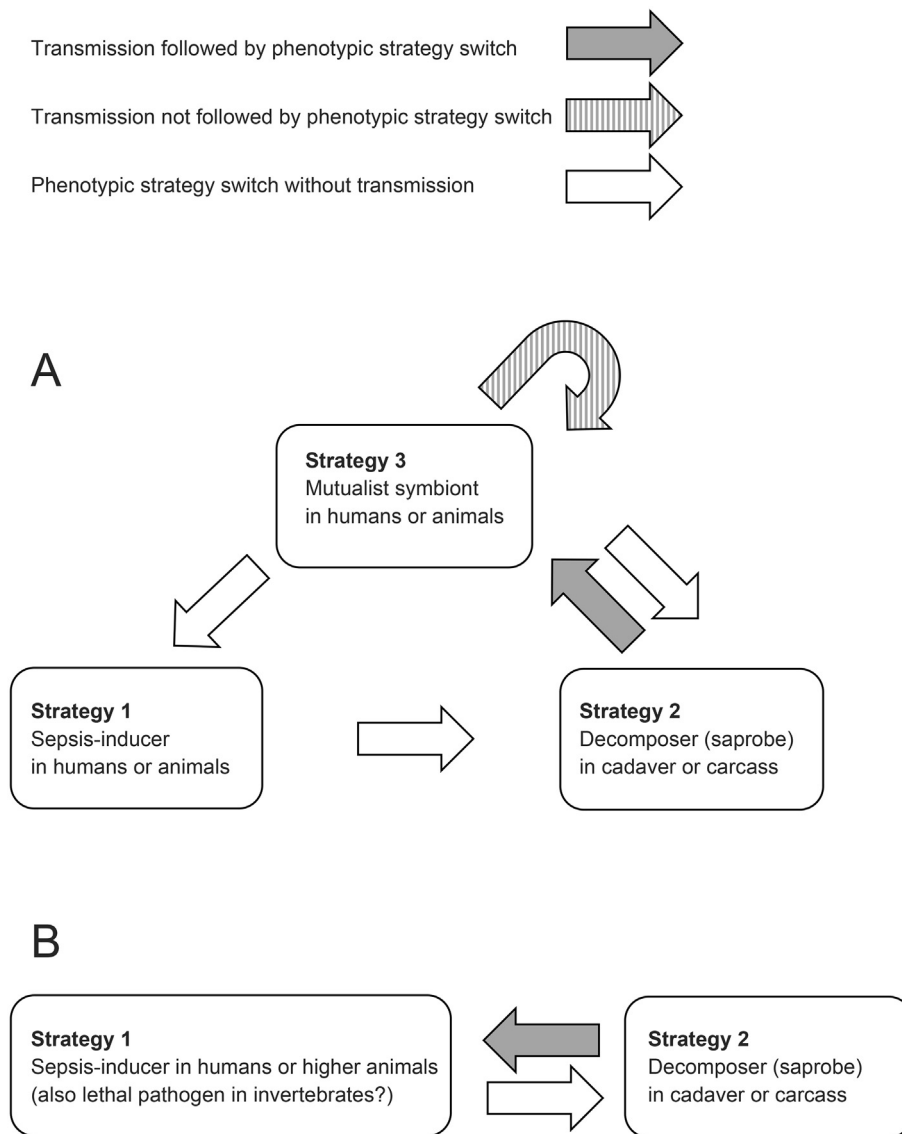 Transmission followed by phenotypic strategy switch
Transmission not followed by phenotypic strategy switch
Phenotypic strategy switch without transmission
A
Strategy 3
Mutualist symbiont
in humans or animals
Strategy 1
Sepsis-inducer
in humans or animals
Strategy 2
Decomposer (saprobe)
in cadaver or carcass
B
Strategy 1
Sepsis-inducer in humans or higher animals
(also lethal pathogen in invertebrates?)
Strategy 2
Decomposer (saprobe)
in cadaver or carcass